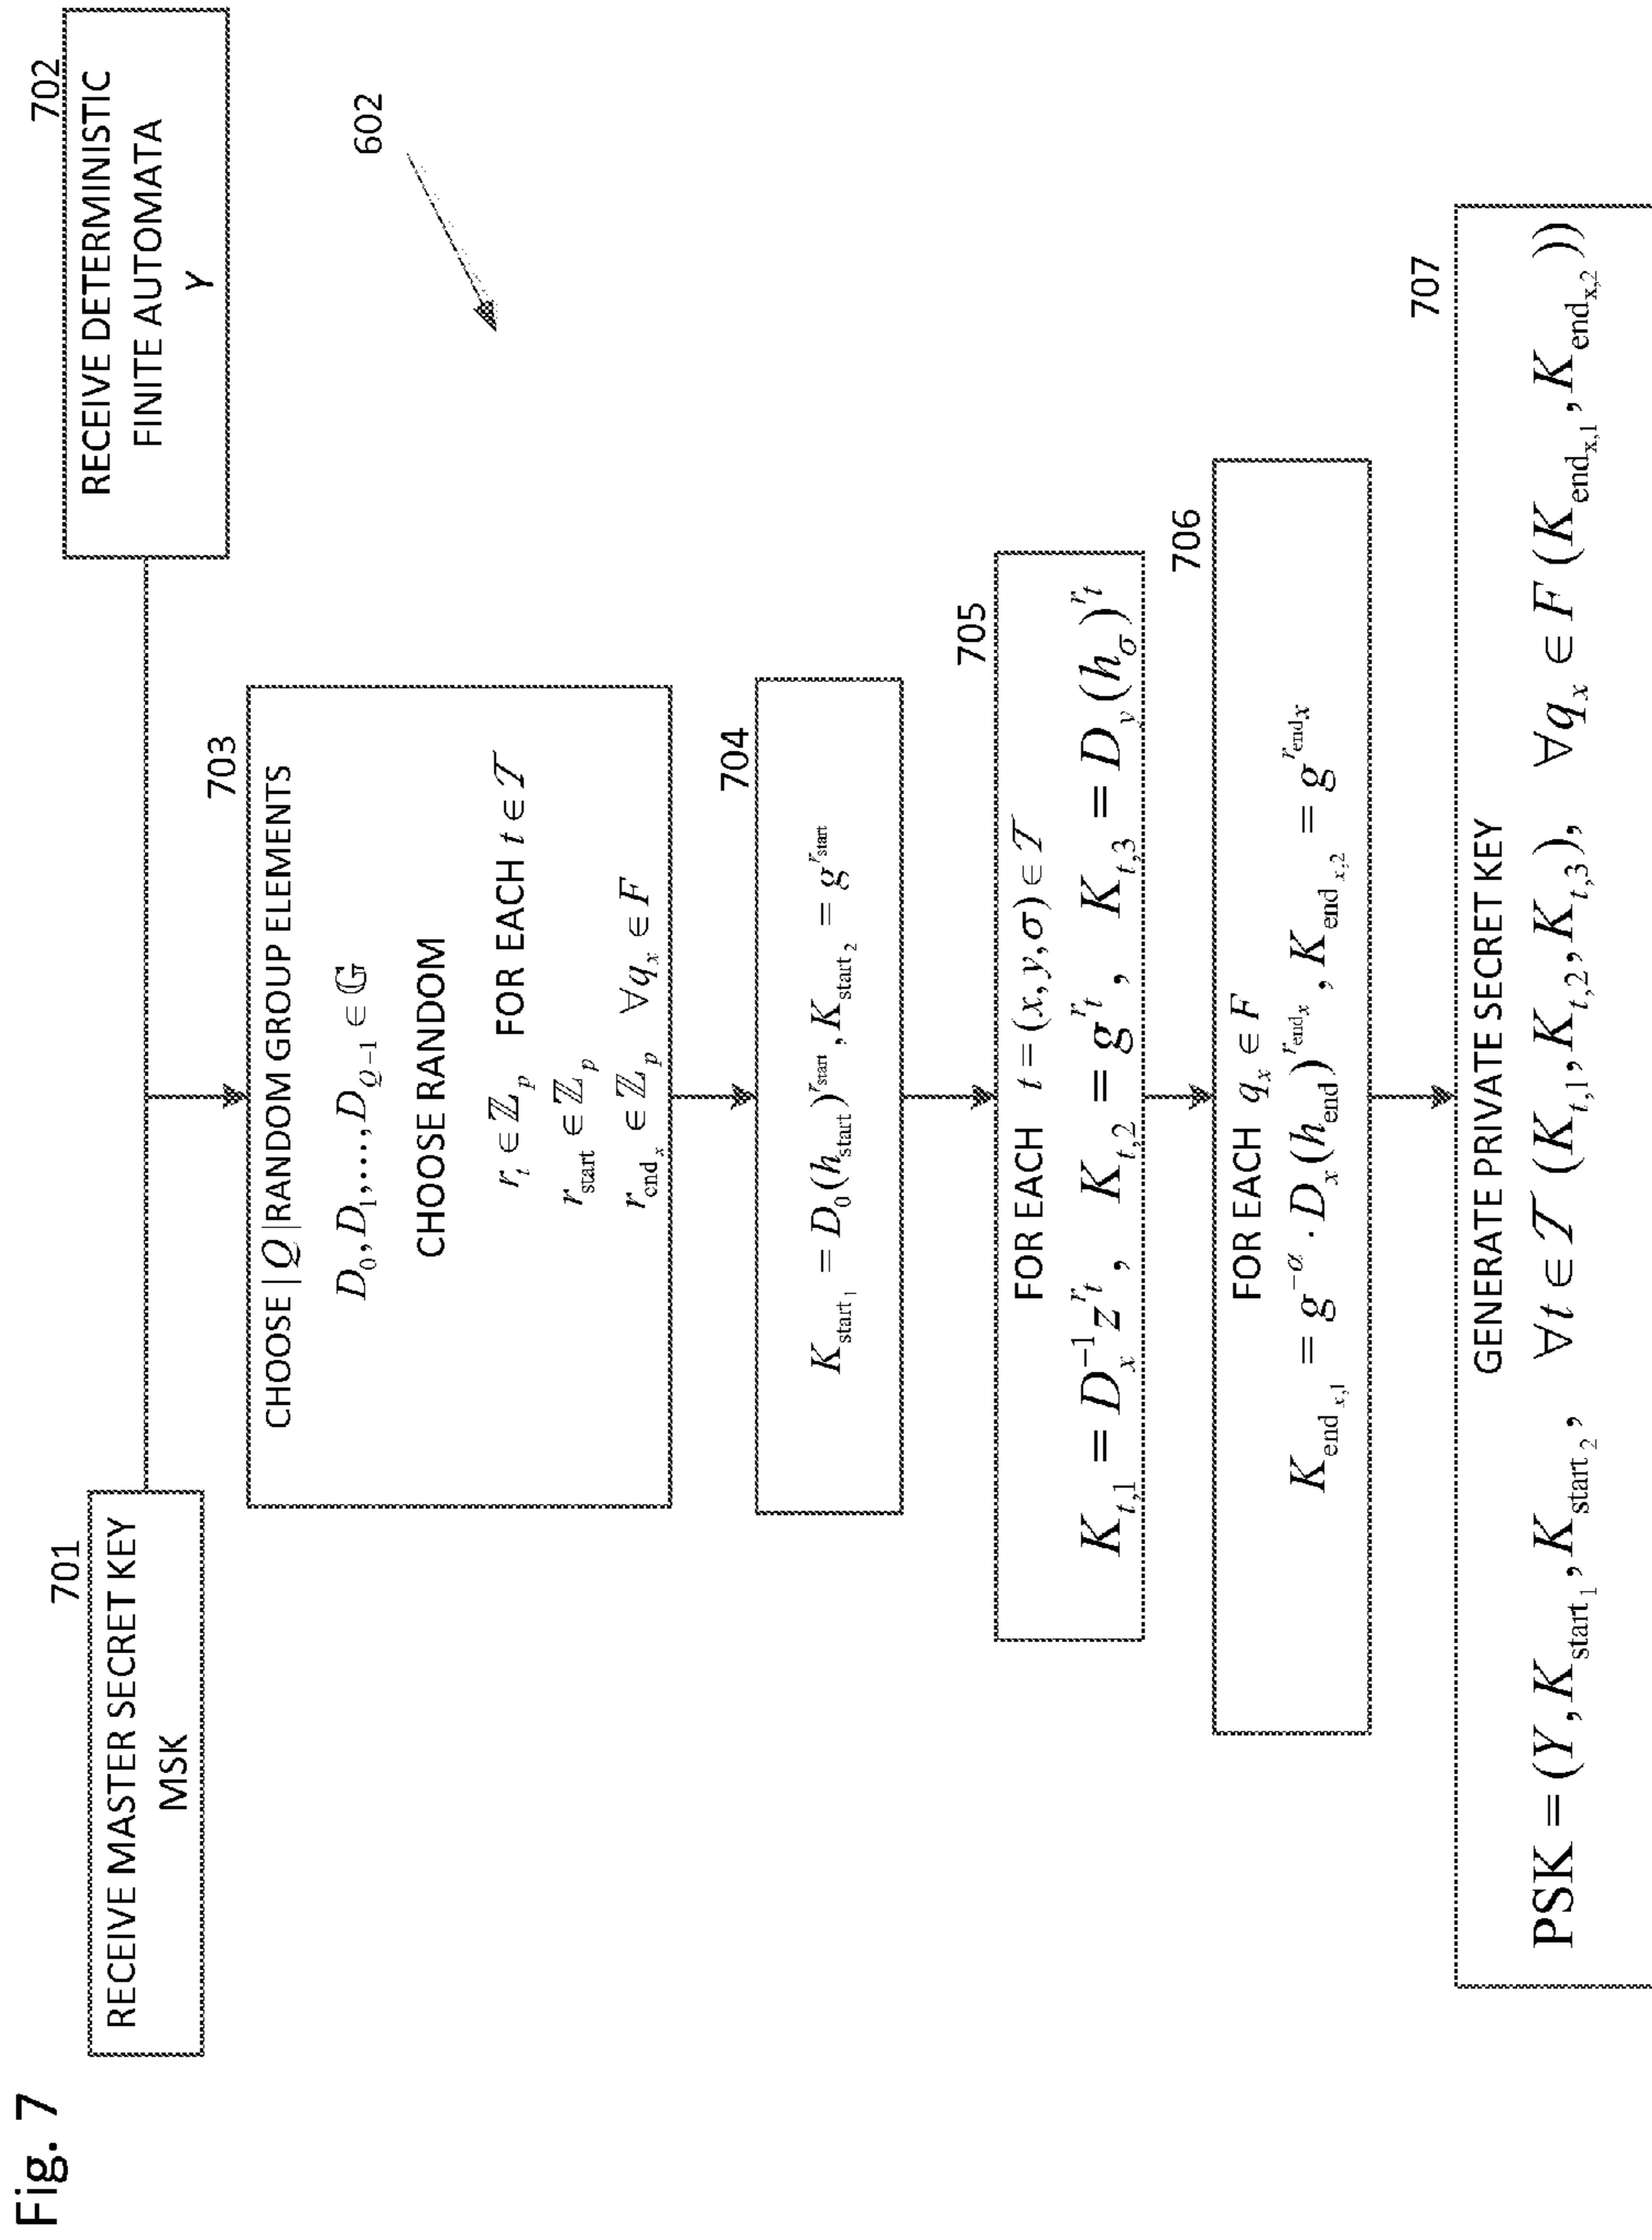 Fig. 7
701
RECEIVE MASTER SECRET KEY
MSK
702
RECEIVE DETERMINISTIC
FINITE AUTOMATA
Y
602
703
CHOOSE |Q| RANDOM GROUP ELEMENTS
D₀, D₁, ..., D_{Q−1} ∈ 𝔾
CHOOSE RANDOM
r_t ∈ ℤ_p FOR EACH t ∈ 𝒯
r_start ∈ ℤ_p
r_{end_x} ∈ ℤ_p ∀q_x ∈ F
704
K_{start_1} = D₀(h_start)^{r_start}, K_{start_2} = g^{r_start}
705
FOR EACH t = (x, y, σ) ∈ 𝒯
K_{t,1} = D_x^{−1} z^{r_t}, K_{t,2} = g^{r_t}, K_{t,3} = D_y(h_σ)^{r_t}
706
FOR EACH q_x ∈ F
K_{end_{x,1}} = g^{−α} · D_x(h_end)^{r_{end_x}}, K_{end_{x,2}} = g^{r_{end_x}}
707
GENERATE PRIVATE SECRET KEY
PSK = (Y, K_{start_1}, K_{start_2}, ∀t ∈ 𝒯 (K_{t,1}, K_{t,2}, K_{t,3}), ∀q_x ∈ F (K_{end_{x,1}}, K_{end_{x,2}}))